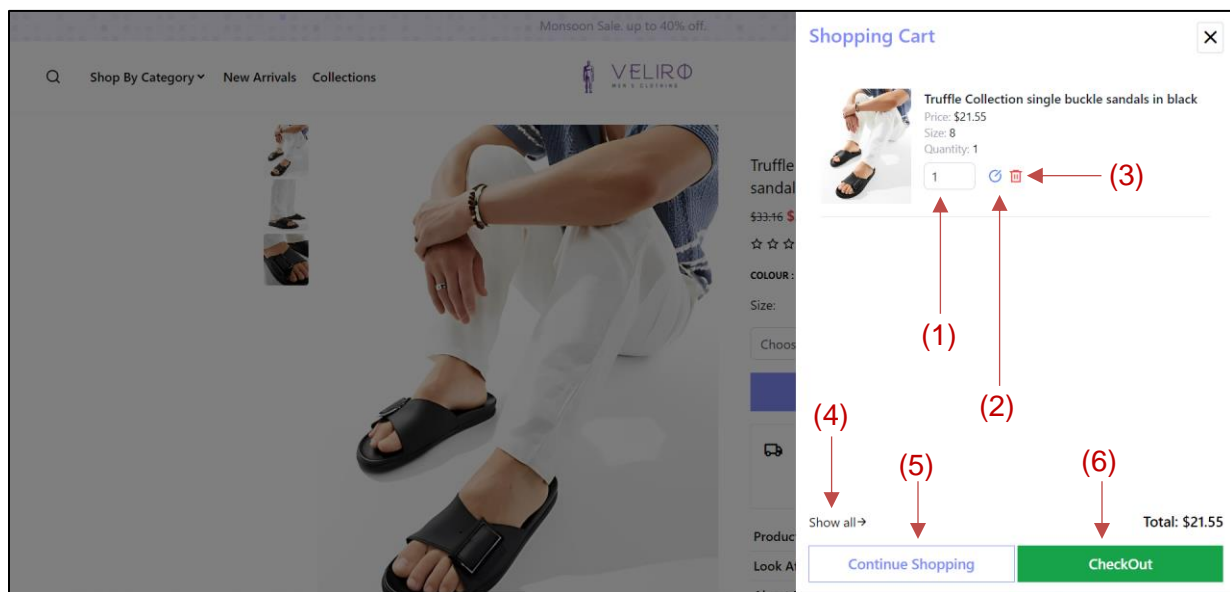 Monsoon Sale. up to 40% off.
Shop By Category New Arrivals Collections
VELIRO
MEN'S CLOTHING
Truffle
sandal
$33.16 $
COLOUR :
Size:
Choos
Produc
Look A
Shopping Cart
Truffle Collection single buckle sandals in black
Price: $21.55
Size: 8
Quantity: 1
1
(3)
(1)
(2)
(4)
(5)
(6)
Show all→
Total: $21.55
Continue Shopping
CheckOut